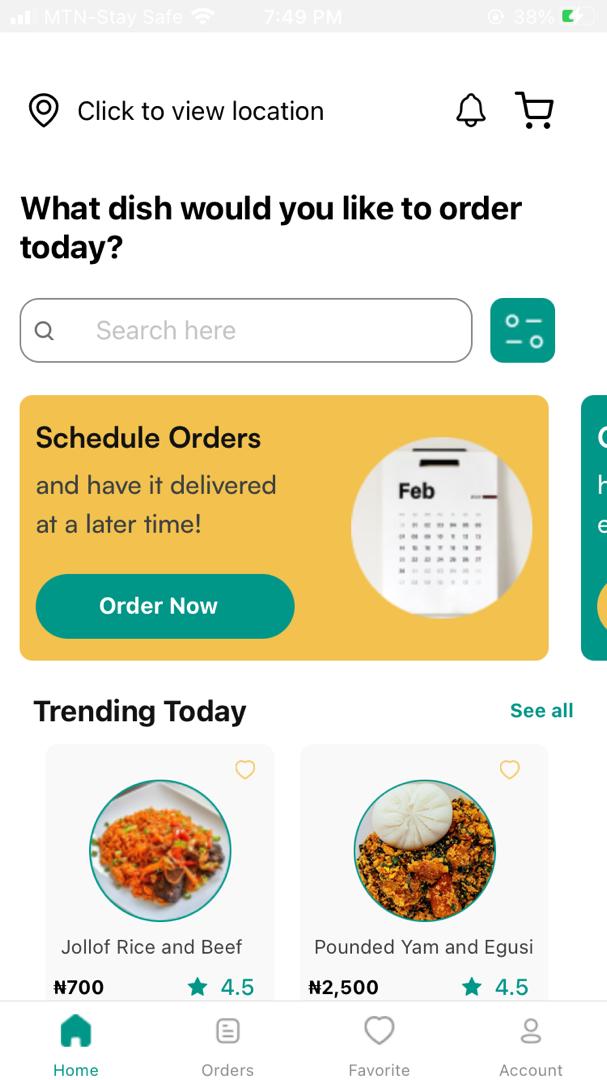 MTN-Stay Safe 7:49 PM 38%
Click to view location
What dish would you like to order
today?
Search here
Schedule Orders
and have it delivered
at a later time!
Order Now
Feb
Trending Today
See all
Jollof Rice and Beef
₦700 4.5
Pounded Yam and Egusi
₦2,500 4.5
Home
Orders
Favorite
Account